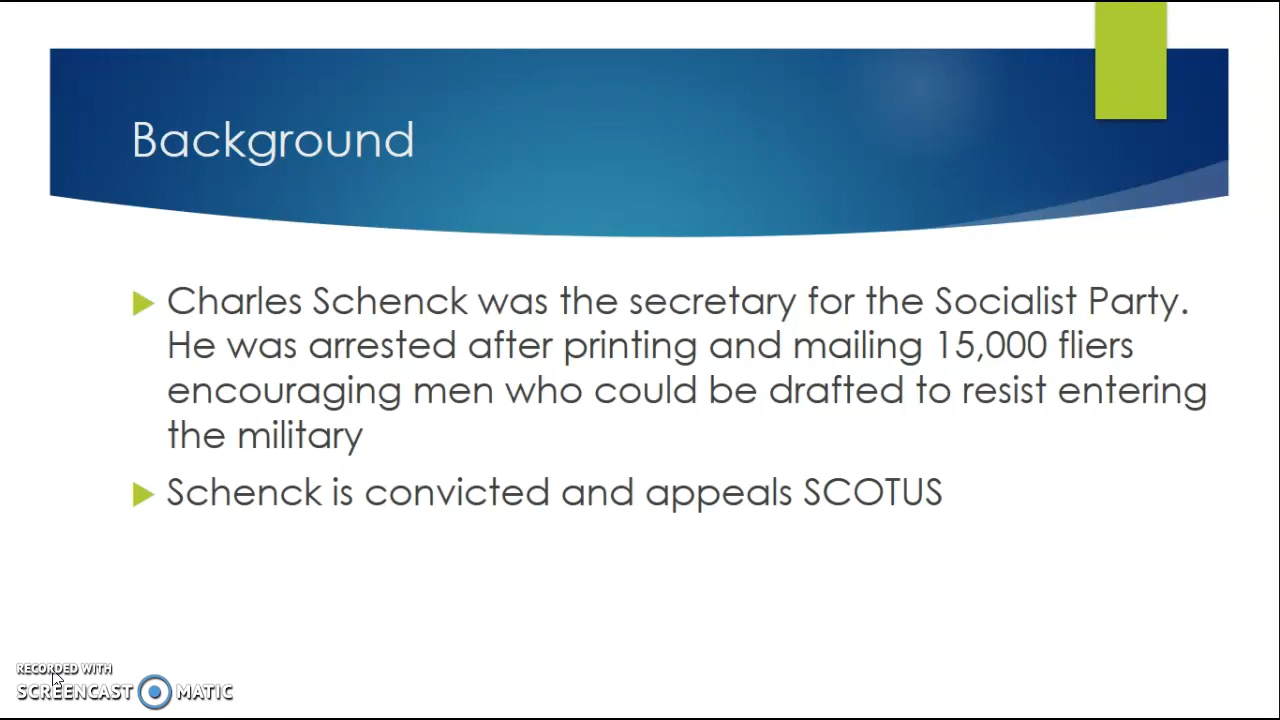 Background
Charles Schenck was the secretary for the Socialist Party.
He was arrested after printing and mailing 15,000 fliers
encouraging men who could be drafted to resist entering
the military
Schenck is convicted and appeals SCOTUS
RECORDED WITH
SCREENCAST MATIC